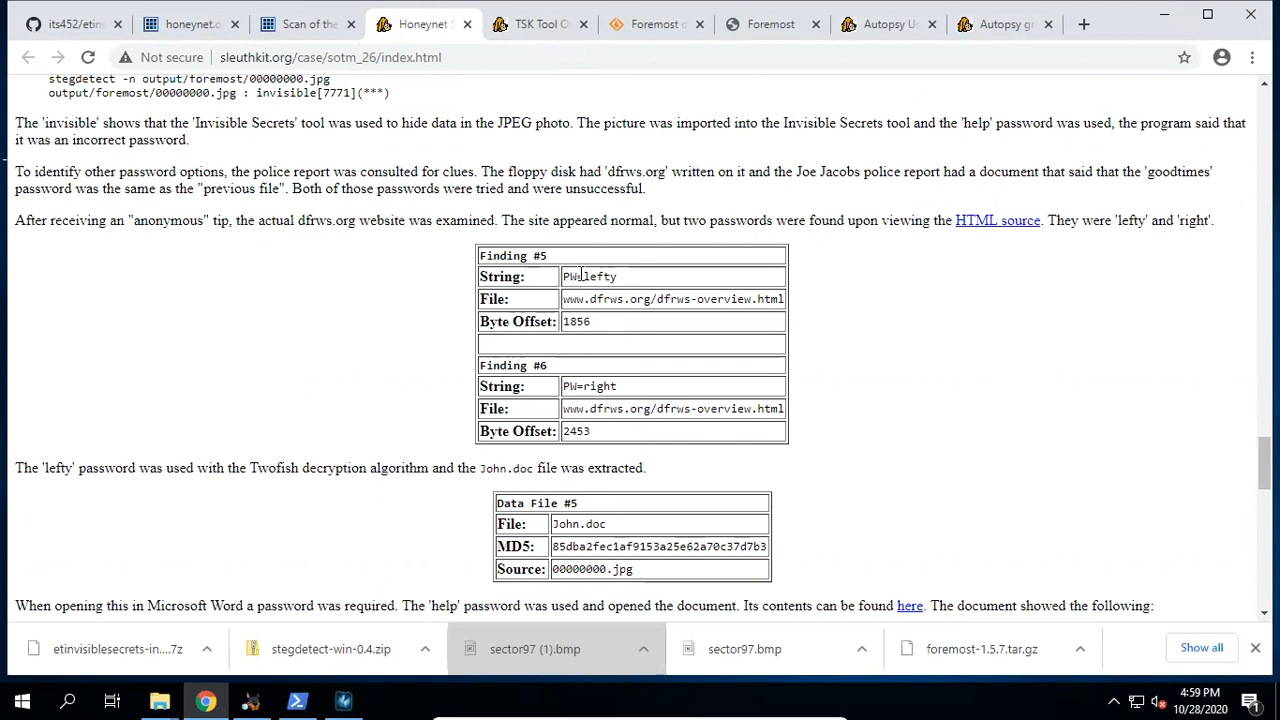 its452/etin
honeynet.o
Scan of the
Honeynet S
TSK Tool O
Foremost d
Foremost
Autopsy U
Autopsy gr
Not secure
sleuthkit.org/case/sotm_26/index.html
stegdetect -n output/foremost/00000000.jpg
output/foremost/00000000.jpg : invisible[7771](***)
The 'invisible' shows that the 'Invisible Secrets' tool was used to hide data in the JPEG photo. The picture was imported into the Invisible Secrets tool and the 'help' password was used, the program said that
it was an incorrect password.
To identify other password options, the police report was consulted for clues. The floppy disk had 'dfrws.org' written on it and the Joe Jacobs police report had a document that said that the 'goodtimes'
password was the same as the "previous file". Both of those passwords were tried and were unsuccessful.
After receiving an "anonymous" tip, the actual dfrws.org website was examined. The site appeared normal, but two passwords were found upon viewing the HTML source. They were 'lefty' and 'right'.
Finding #5
String: PW=lefty
File: www.dfrws.org/dfrws-overview.html
Byte Offset: 1856
Finding #6
String: PW=right
File: www.dfrws.org/dfrws-overview.html
Byte Offset: 2453
The 'lefty' password was used with the Twofish decryption algorithm and the John.doc file was extracted.
Data File #5
File: John.doc
MD5: 85dba2fec1af9153a25e62a70c37d7b3
Source: 00000000.jpg
When opening this in Microsoft Word a password was required. The 'help' password was used and opened the document. Its contents can be found here. The document showed the following:
etinvisiblesecrets-in....7z
stegdetect-win-0.4.zip
sector97 (1).bmp
sector97.bmp
foremost-1.5.7.tar.gz
Show all
4:59 PM
10/28/2020